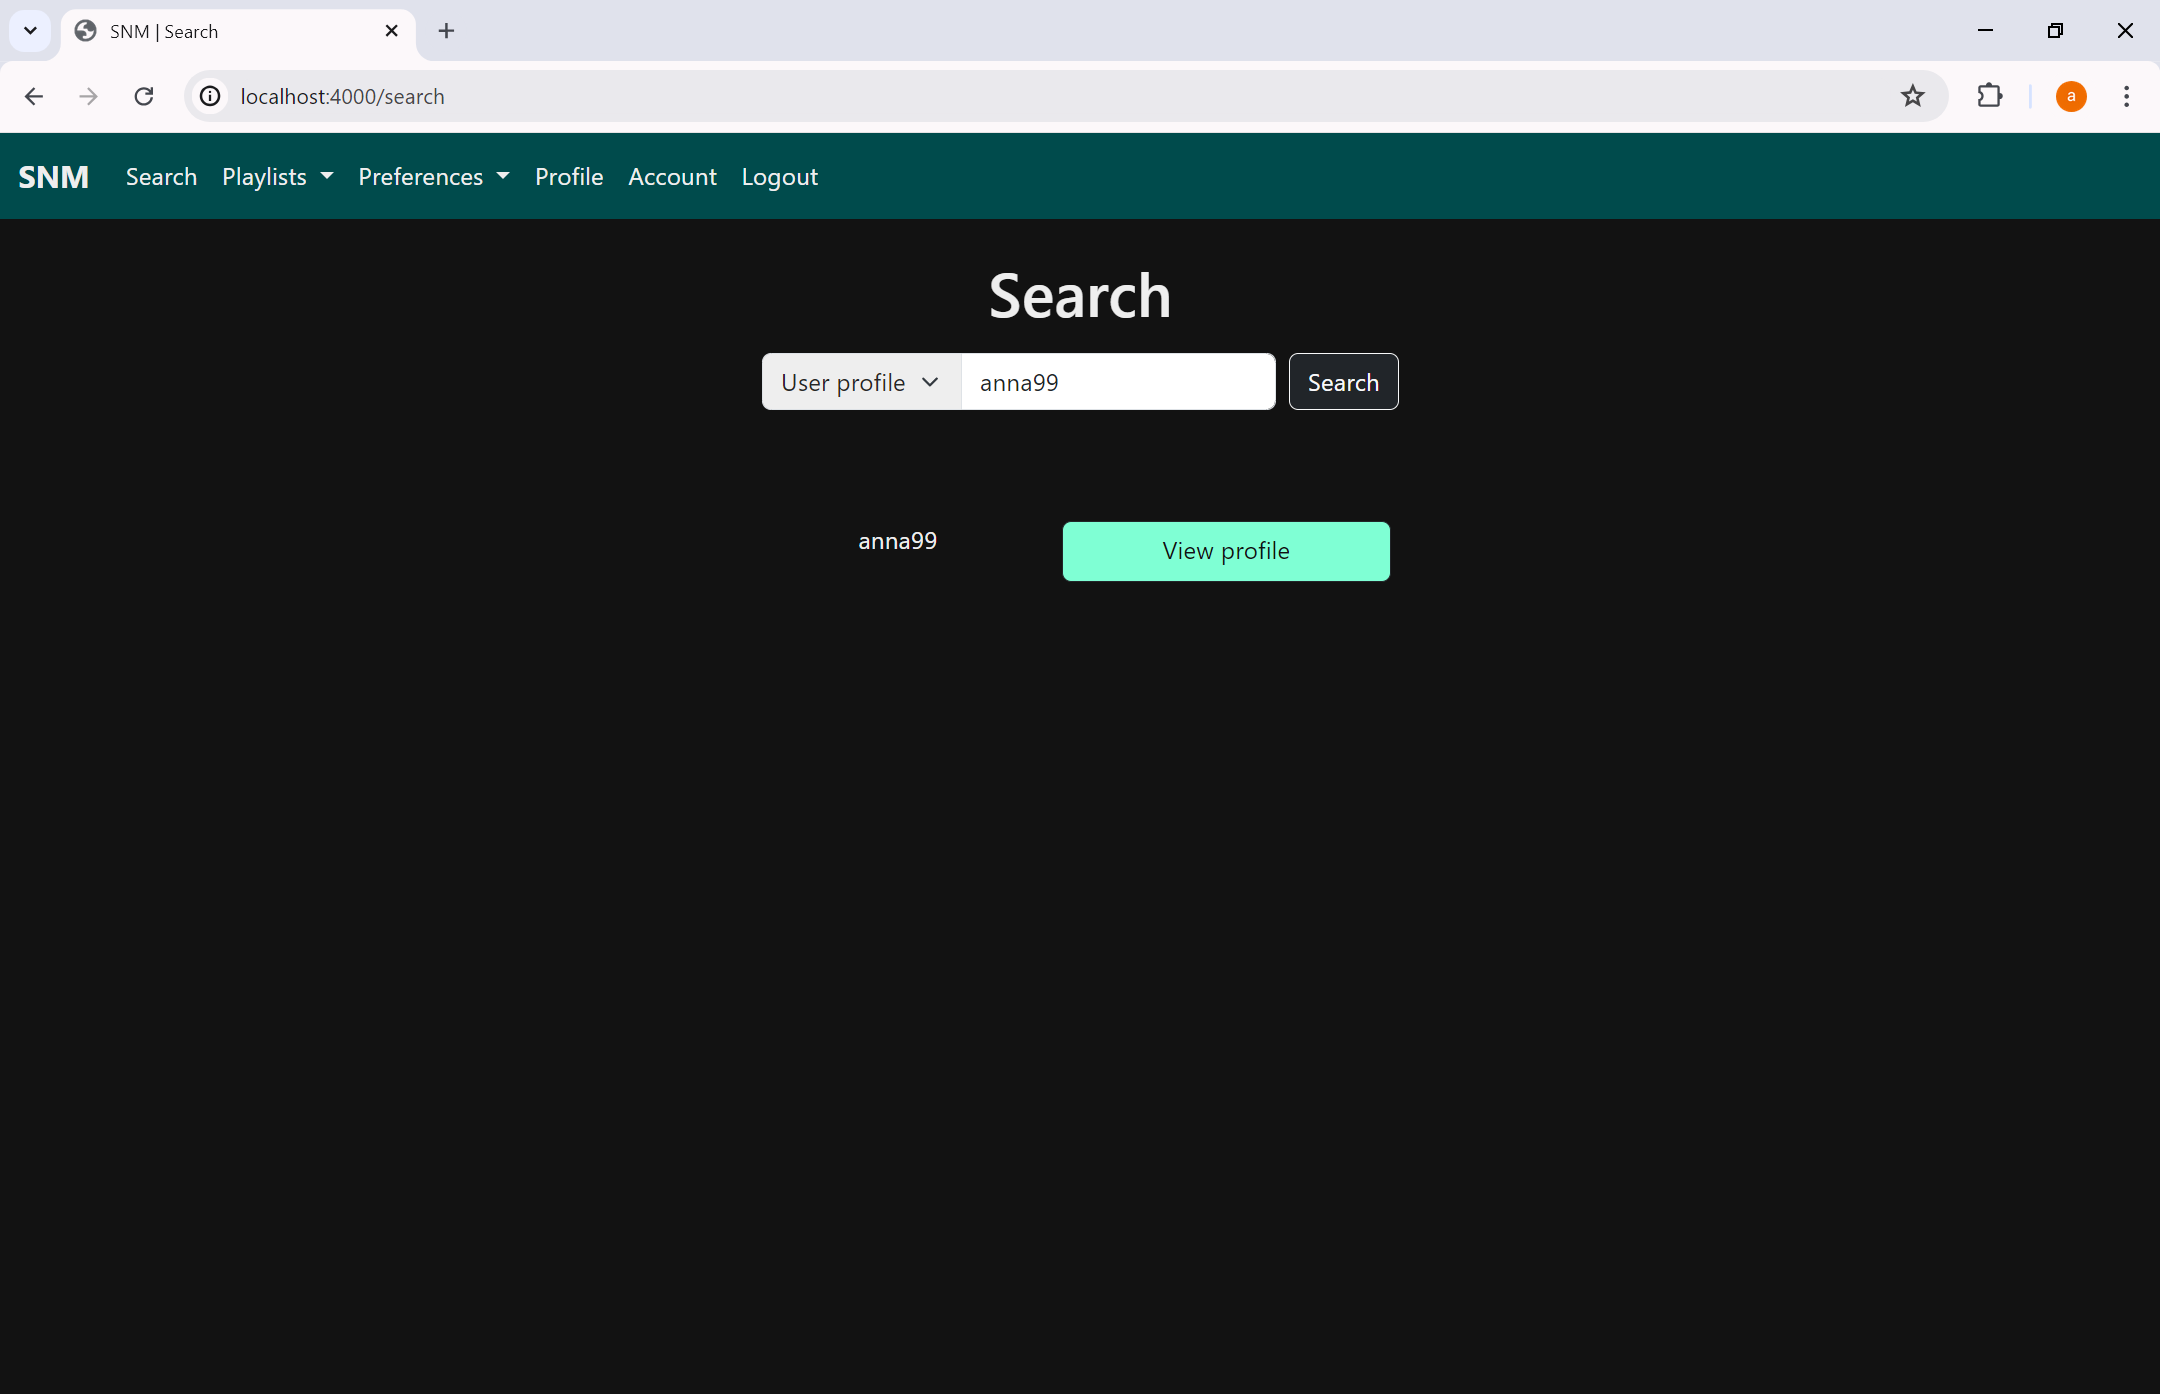 SNM | Search
localhost:4000/search
a
SNM Search Playlists Preferences Profile Account Logout
Search
User profile anna99 Search
anna99 View profile